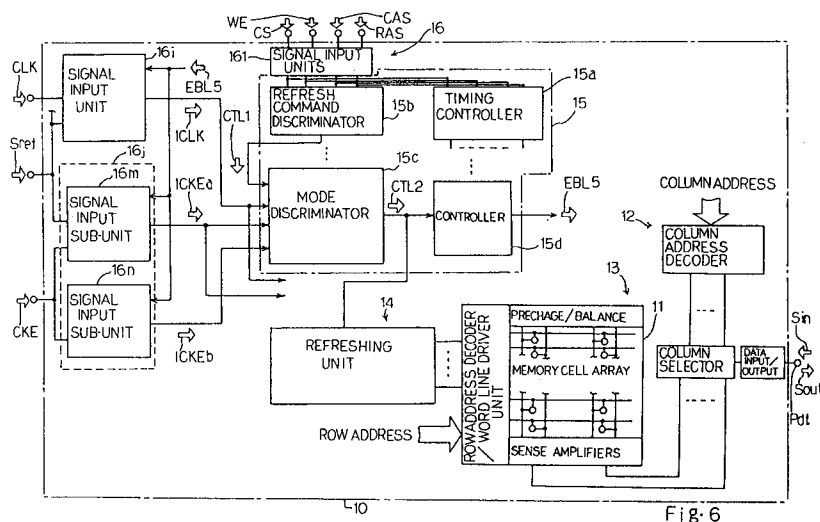 WE CAS
CS RAS
16
16i
161
SIGNAL INPUT UNITS
CLK
SIGNAL INPUT UNIT
EBL5
ICLK
15a
15
REFRESH COMMAND DISCRIMINATOR
15b
TIMING CONTROLLER
CTL1
Sref
16j
16m
ICKEa
15c
SIGNAL INPUT SUB-UNIT
MODE DISCRIMINATOR
CTL2
CONTROLLER
EBL5
15d
COLUMN ADDRESS
12
COLUMN ADDRESS DECODER
16n
SIGNAL INPUT SUB-UNIT
CKE
ICKEb
14
REFRESHING UNIT
13
11
ROW ADDRESS DECODER / WORD LINE DRIVER UNIT
PRECHAGE/BALANCE
MEMORY CELL ARRAY
SENSE AMPLIFIERS
COLUMN SELECTOR
DATA INPUT/ OUTPUT
Sin
Sout
Pdt
ROW ADDRESS
10
Fig. 6